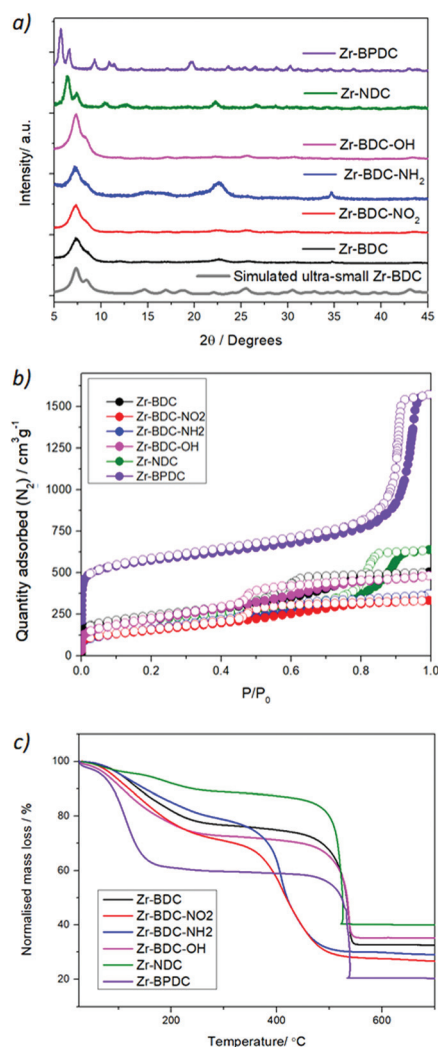 a)
Intensity/ a.u.
Zr-BPDC
Zr-NDC
Zr-BDC-OH
Zr-BDC-NH₂
Zr-BDC-NO₂
Zr-BDC
Simulated ultra-small Zr-BDC
5 10 15 20 25 30 35 40 45
2θ / Degrees
b)
Quantity adsorbed (N₂) / cm³g⁻¹
1500
1250
1000
750
500
250
0
Zr-BDC
Zr-BDC-NO2
Zr-BDC-NH2
Zr-BDC-OH
Zr-NDC
Zr-BPDC
0.0 0.2 0.4 0.6 0.8 1.0
P/P₀
c)
Normalised mass loss / %
100
80
60
40
20
Zr-BDC
Zr-BDC-NO2
Zr-BDC-NH2
Zr-BDC-OH
Zr-NDC
Zr-BPDC
200 400 600
Temperature/ °C